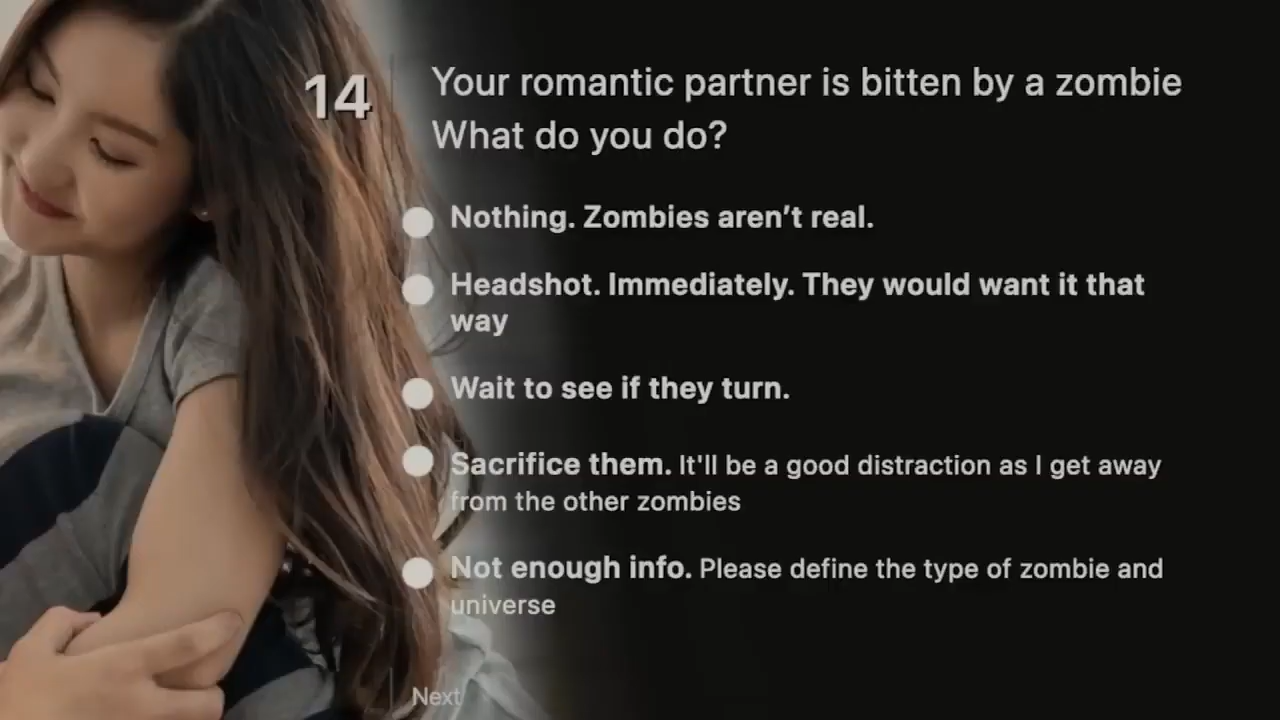 14
Your romantic partner is bitten by a zombie
What do you do?
Nothing. Zombies aren’t real.
Headshot. Immediately. They would want it that
way
Wait to see if they turn.
Sacrifice them. It'll be a good distraction as I get away
from the other zombies
Not enough info. Please define the type of zombie and
universe
Next